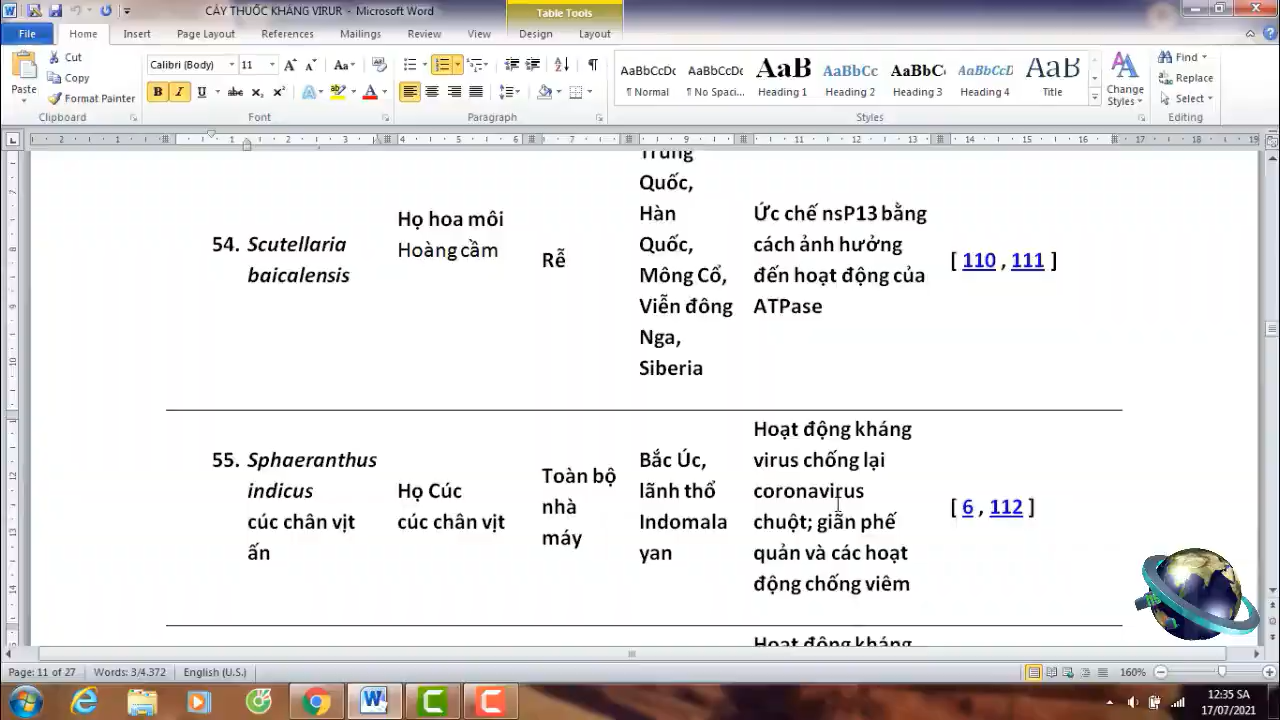 CÂY THUỐC KHÁNG VIRUR - Microsoft Word
Table Tools
File Home Insert Page Layout References Mailings Review View Design Layout
Paste
Cut
Copy
Format Painter
Clipboard
Calibri (Body) 11
Font
Paragraph
AaBbCcDc AaBbCcDc AaB AaBbCc AaBbC AaBbCcI AaB
¶ Normal ¶ No Spaci... Heading 1 Heading 2 Heading 3 Heading 4 Title
Change Styles
Styles
Find
Replace
Select
Editing
54. Scutellaria
baicalensis
Họ hoa môi
Hoàng cầm
Rễ
Trung
Quốc,
Hàn
Quốc,
Mông Cổ,
Viễn đông
Nga,
Siberia
Ức chế nsP13 bằng
cách ảnh hưởng
đến hoạt động của
ATPase
[ 110 , 111 ]
55. Sphaeranthus
indicus
cúc chân vịt
ấn
Họ Cúc
cúc chân vịt
Toàn bộ
nhà
máy
Bắc Úc,
lãnh thổ
Indomala
yan
Hoạt động kháng
virus chống lại
coronavirus
chuột; giãn phế
quản và các hoạt
động chống viêm
[ 6 , 112 ]
Hoạt động kháng
Page: 11 of 27 Words: 3/4.372 English (U.S.) 160%
12:35 SA
17/07/2021